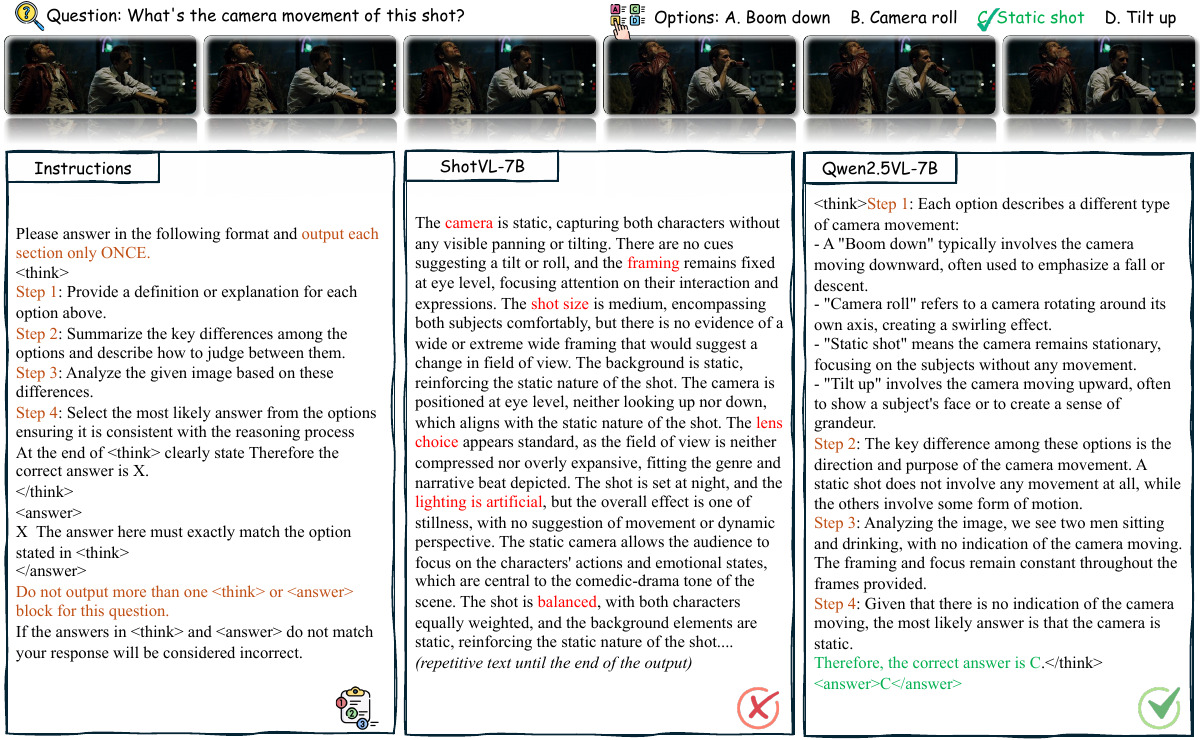 Question: What's the camera movement of this shot?
Options: A. Boom down B. Camera roll C Static shot D. Tilt up
Instructions
Please answer in the following format and output each
section only ONCE.
<think>
Step 1: Provide a definition or explanation for each
option above.
Step 2: Summarize the key differences among the
options and describe how to judge between them.
Step 3: Analyze the given image based on these
differences.
Step 4: Select the most likely answer from the options
ensuring it is consistent with the reasoning process
At the end of <think> clearly state Therefore the
correct answer is X.
</think>
<answer>
X The answer here must exactly match the option
stated in <think>
</answer>
Do not output more than one <think> or <answer>
block for this question.
If the answers in <think> and <answer> do not match
your response will be considered incorrect.
ShotVL-7B
The camera is static, capturing both characters without
any visible panning or tilting. There are no cues
suggesting a tilt or roll, and the framing remains fixed
at eye level, focusing attention on their interaction and
expressions. The shot size is medium, encompassing
both subjects comfortably, but there is no evidence of a
wide or extreme wide framing that would suggest a
change in field of view. The background is static,
reinforcing the static nature of the shot. The camera is
positioned at eye level, neither looking up nor down,
which aligns with the static nature of the shot. The lens
choice appears standard, as the field of view is neither
compressed nor overly expansive, fitting the genre and
narrative beat depicted. The shot is set at night, and the
lighting is artificial, but the overall effect is one of
stillness, with no suggestion of movement or dynamic
perspective. The static camera allows the audience to
focus on the characters' actions and emotional states,
which are central to the comedic-drama tone of the
scene. The shot is balanced, with both characters
equally weighted, and the background elements are
static, reinforcing the static nature of the shot....
(repetitive text until the end of the output)
Qwen2.5VL-7B
<think>Step 1: Each option describes a different type
of camera movement:
- A "Boom down" typically involves the camera
moving downward, often used to emphasize a fall or
descent.
- "Camera roll" refers to a camera rotating around its
own axis, creating a swirling effect.
- "Static shot" means the camera remains stationary,
focusing on the subjects without any movement.
- "Tilt up" involves the camera moving upward, often
to show a subject's face or to create a sense of
grandeur.
Step 2: The key difference among these options is the
direction and purpose of the camera movement. A
static shot does not involve any movement at all, while
the others involve some form of motion.
Step 3: Analyzing the image, we see two men sitting
and drinking, with no indication of the camera moving.
The framing and focus remain constant throughout the
frames provided.
Step 4: Given that there is no indication of the camera
moving, the most likely answer is that the camera is
static.
Therefore, the correct answer is C.</think>
<answer>C</answer>